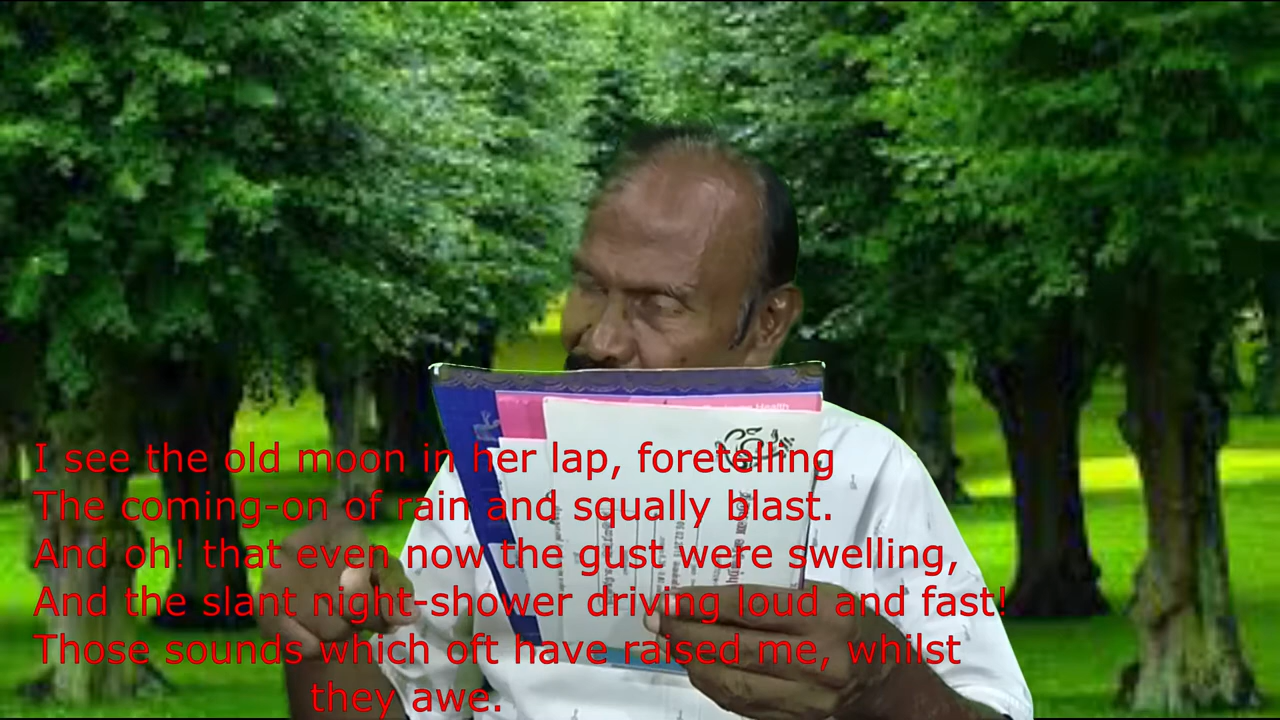 I see the old moon in her lap, foretelling
The coming-on of rain and squally blast.
And oh! that even now the gust were swelling,
And the slant night-shower driving loud and fast!
Those sounds which oft have raised me, whilst
they awe.